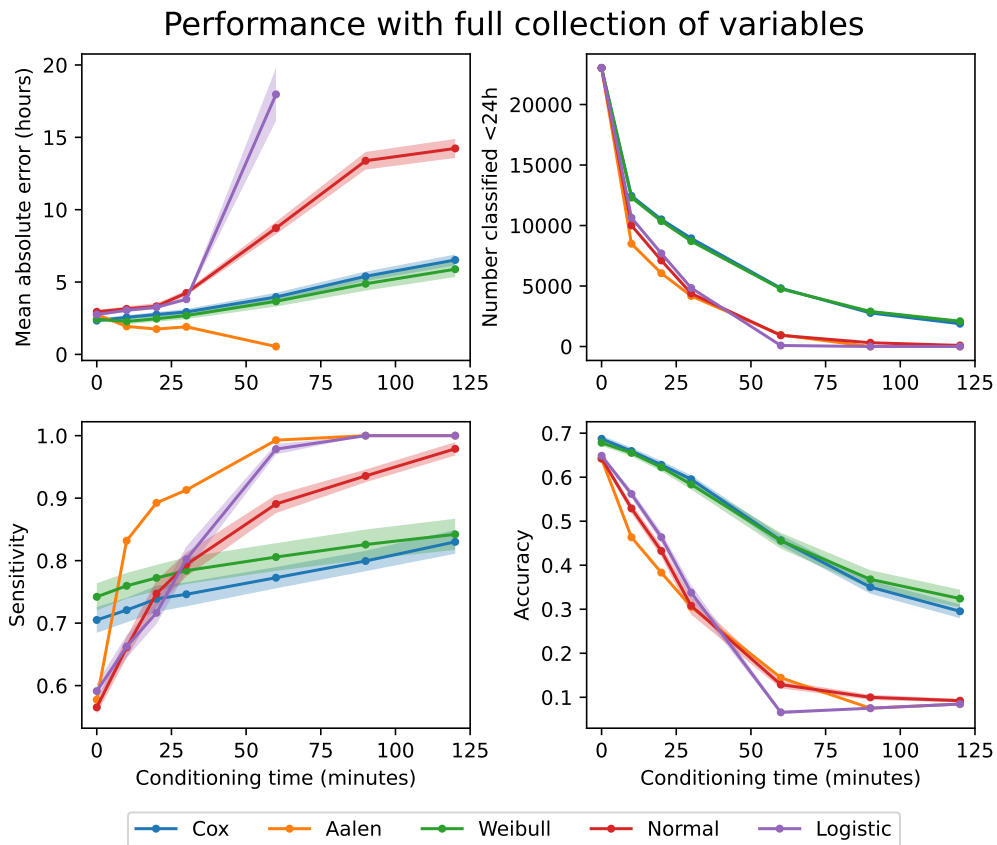 Performance with full collection of variables
Mean absolute error (hours)
20
15
10
5
0
0 25 50 75 100 125
Number classified <24h
20000
15000
10000
5000
0
0 25 50 75 100 125
Sensitivity
1.0
0.9
0.8
0.7
0.6
0 25 50 75 100 125
Conditioning time (minutes)
Accuracy
0.7
0.6
0.5
0.4
0.3
0.2
0.1
0 25 50 75 100 125
Conditioning time (minutes)
Cox Aalen Weibull Normal Logistic